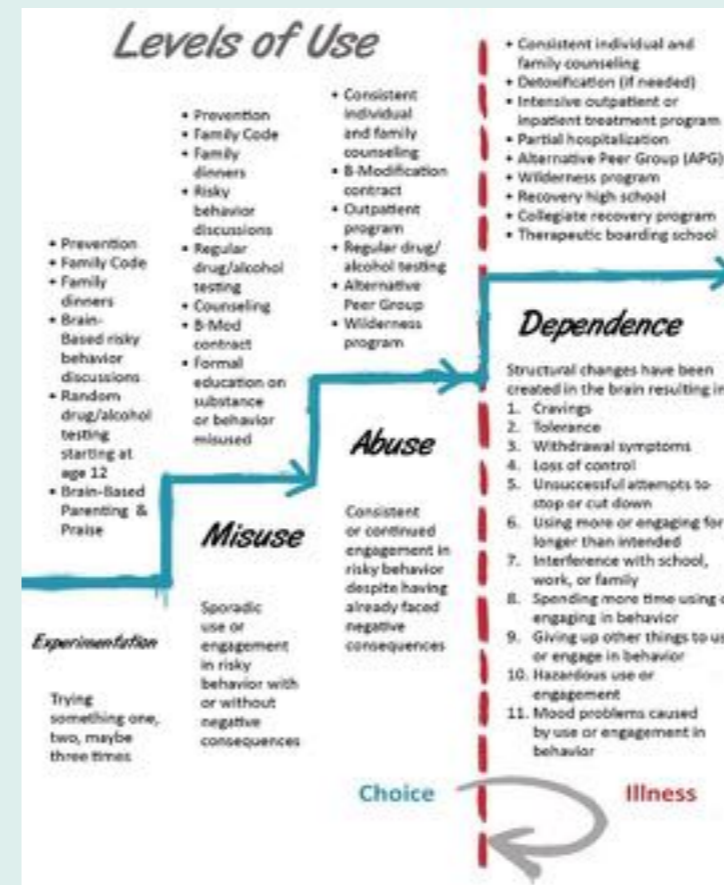 Levels of Use
• Prevention
• Family Code
• Family
dinners
• Brain-
Based risky
behavior
discussions
• Random
drug/alcohol
testing
starting at
age 12
• Brain-Based
Parenting &
Praise
Experimentation
Trying
something one,
two, maybe
three times
• Prevention
• Family Code
• Family
dinners
• Risky
behavior
discussions
• Regular
drug/alcohol
testing
• Counseling
• B-Mod
contract
• Formal
education on
substance
or behavior
misused
Misuse
Sporadic
use or
engagement
in risky
behavior with
or without
negative
consequences
• Consistent
individual
and family
counseling
• B-Modification
contract
• Outpatient
program
• Regular drug/
alcohol testing
• Alternative
Peer Group
• Wilderness
program
Abuse
Consistent
or continued
engagement in
risky behavior
despite having
already faced
negative
consequences
• Consistent individual and
family counseling
• Detoxification (if needed)
• Intensive outpatient or
inpatient treatment program
• Partial hospitalization
• Alternative Peer Group (APG)
• Wilderness program
• Recovery high school
• Collegiate recovery program
• Therapeutic boarding school
Dependence
Structural changes have been
created in the brain resulting in
1. Cravings
2. Tolerance
3. Withdrawal symptoms
4. Loss of control
5. Unsuccessful attempts to
stop or cut down
6. Using more or engaging for
longer than intended
7. Interference with school,
work, or family
8. Spending more time using
engaging in behavior
9. Giving up other things to
or engage in behavior
10. Hazardous use or
engagement
11. Mood problems caused
by use or engagement in
behavior
Choice
Illness